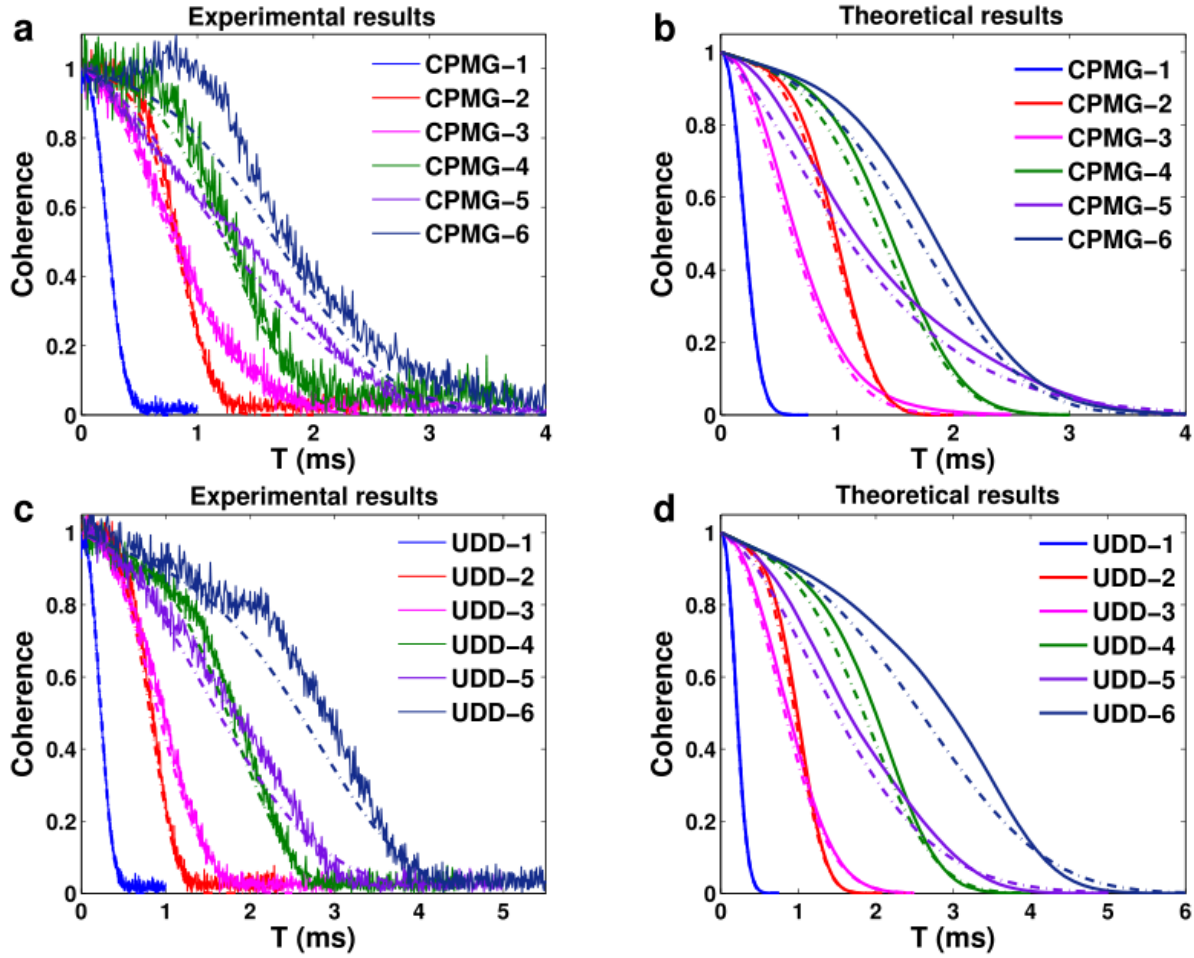 a
Experimental results
Coherence
1
0.8
0.6
0.4
0.2
0
CPMG-1
CPMG-2
CPMG-3
CPMG-4
CPMG-5
CPMG-6
0 1 2 3 4
T (ms)
b
Theoretical results
Coherence
1
0.8
0.6
0.4
0.2
0
CPMG-1
CPMG-2
CPMG-3
CPMG-4
CPMG-5
CPMG-6
0 1 2 3 4
T (ms)
c
Experimental results
Coherence
1
0.8
0.6
0.4
0.2
0
UDD-1
UDD-2
UDD-3
UDD-4
UDD-5
UDD-6
0 1 2 3 4 5
T (ms)
d
Theoretical results
Coherence
1
0.8
0.6
0.4
0.2
0
UDD-1
UDD-2
UDD-3
UDD-4
UDD-5
UDD-6
0 1 2 3 4 5 6
T (ms)